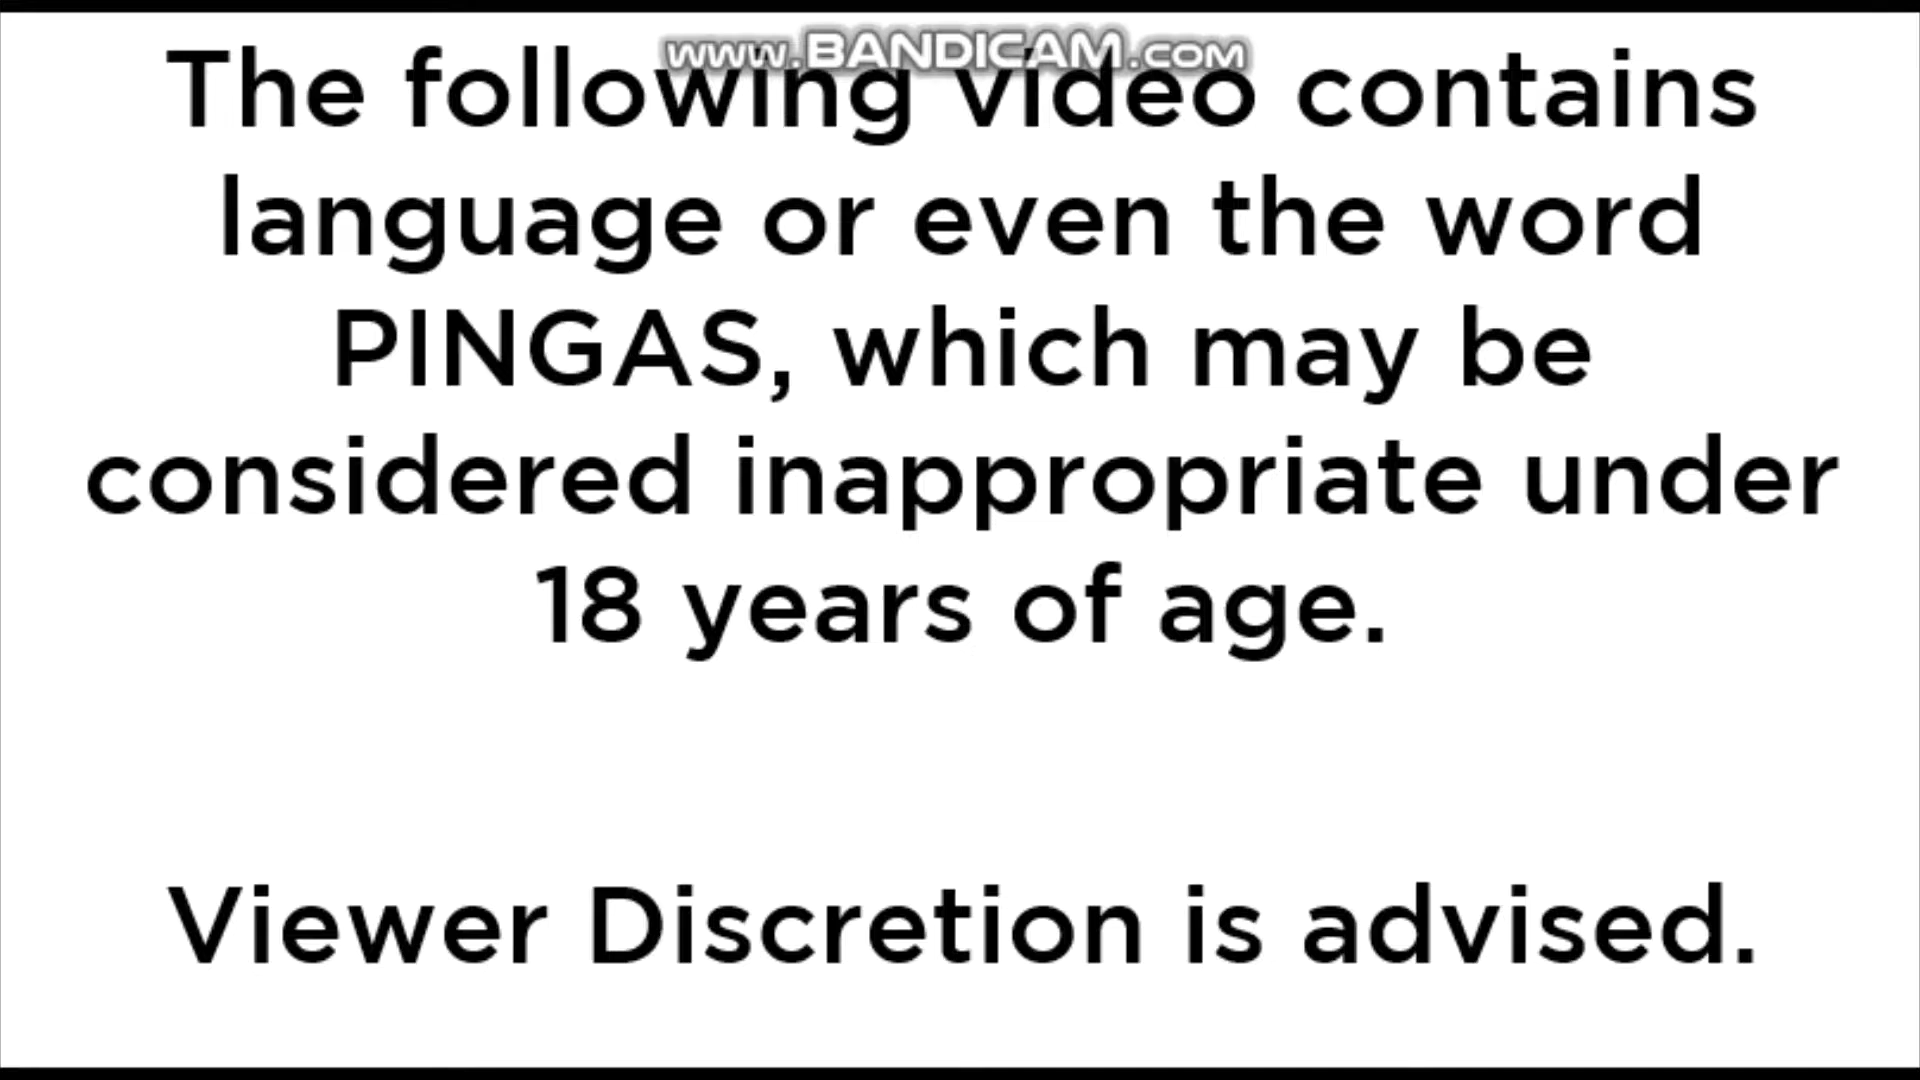 www.BANDICAM.com
The following video contains
language or even the word
PINGAS, which may be
considered inappropriate under
18 years of age.
Viewer Discretion is advised.